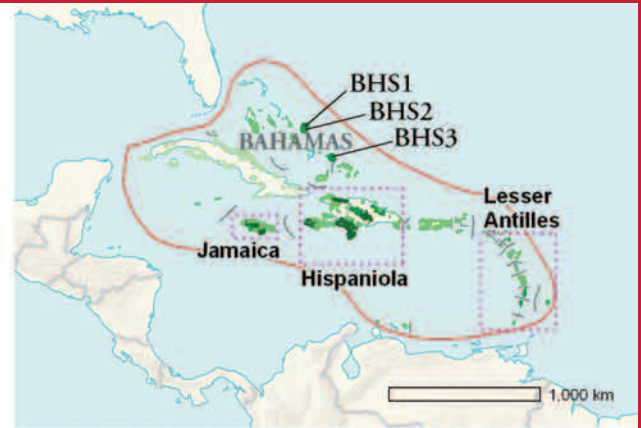 BHS1
BHS2
BAHAMAS
BHS3
Lesser
Antilles
Jamaica
Hispaniola
1,000 km